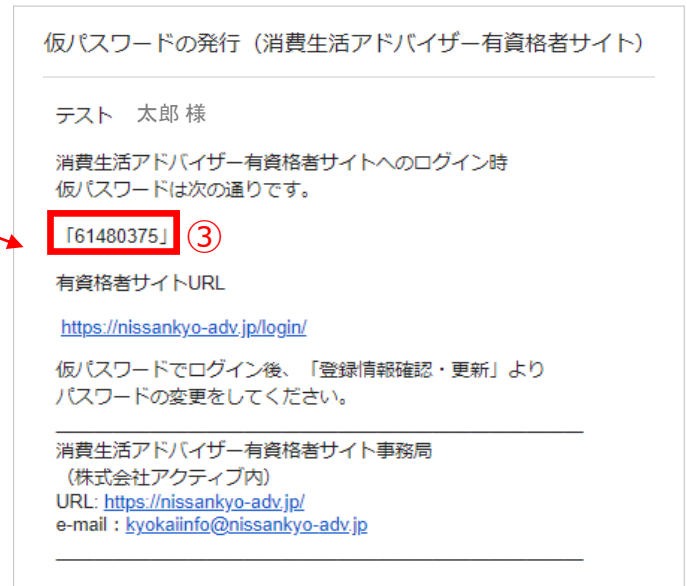 仮パスワードの発行（消費生活アドバイザー有資格者サイト）
テスト 太郎 様
消費生活アドバイザー有資格者サイトへのログイン時
仮パスワードは次の通りです。
「61480375」 ③
有資格者サイトURL
https://nissankyo-adv.jp/login/
仮パスワードでログイン後、「登録情報確認・更新」より
パスワードの変更をしてください。
消費生活アドバイザー有資格者サイト事務局
（株式会社アクティブ内）
URL: https://nissankyo-adv.jp/
e-mail：kyokaiinfo@nissankyo-adv.jp